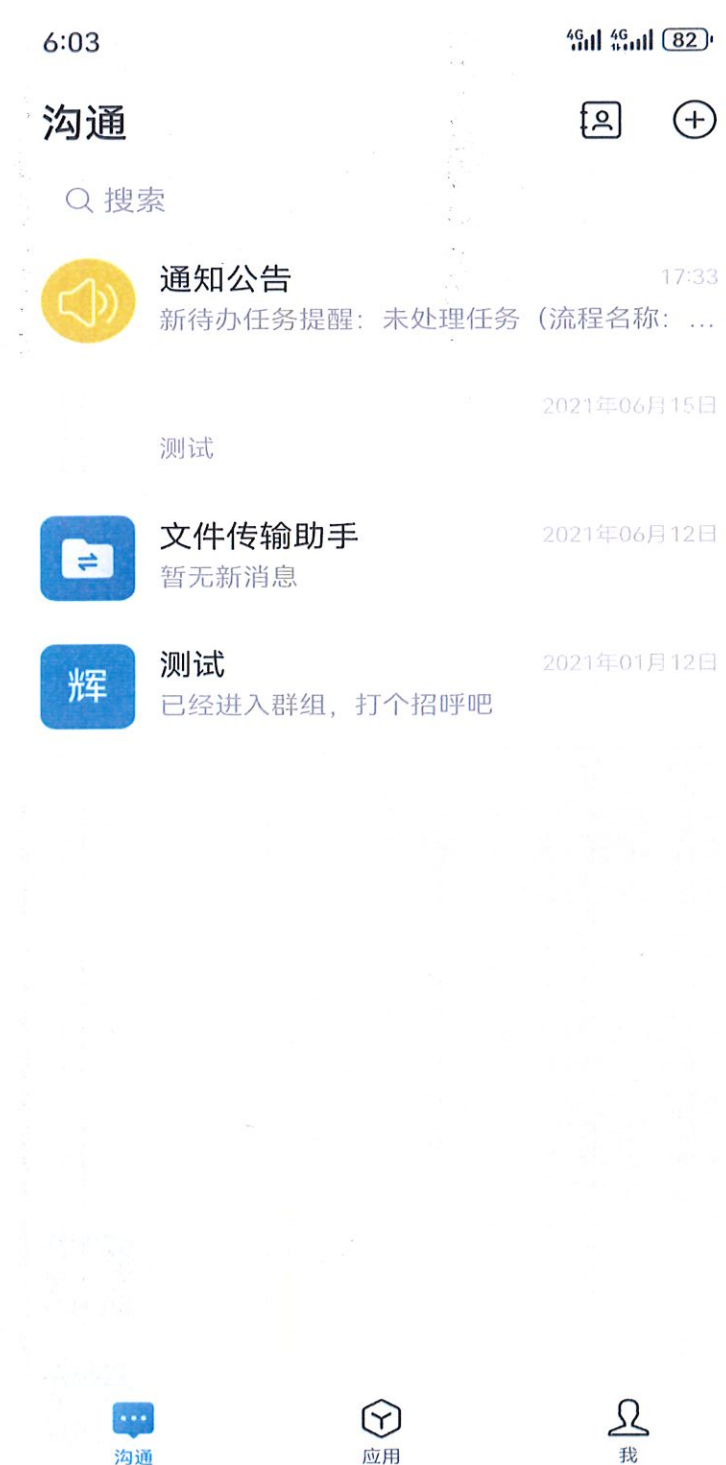 6:03
4G 4G 82
沟通
搜索
通知公告
17:33
新待办任务提醒：未处理任务（流程名称：...
2021年06月15日
测试
文件传输助手
2021年06月12日
暂无新消息
辉
测试
2021年01月12日
已经进入群组，打个招呼吧
沟通
应用
我